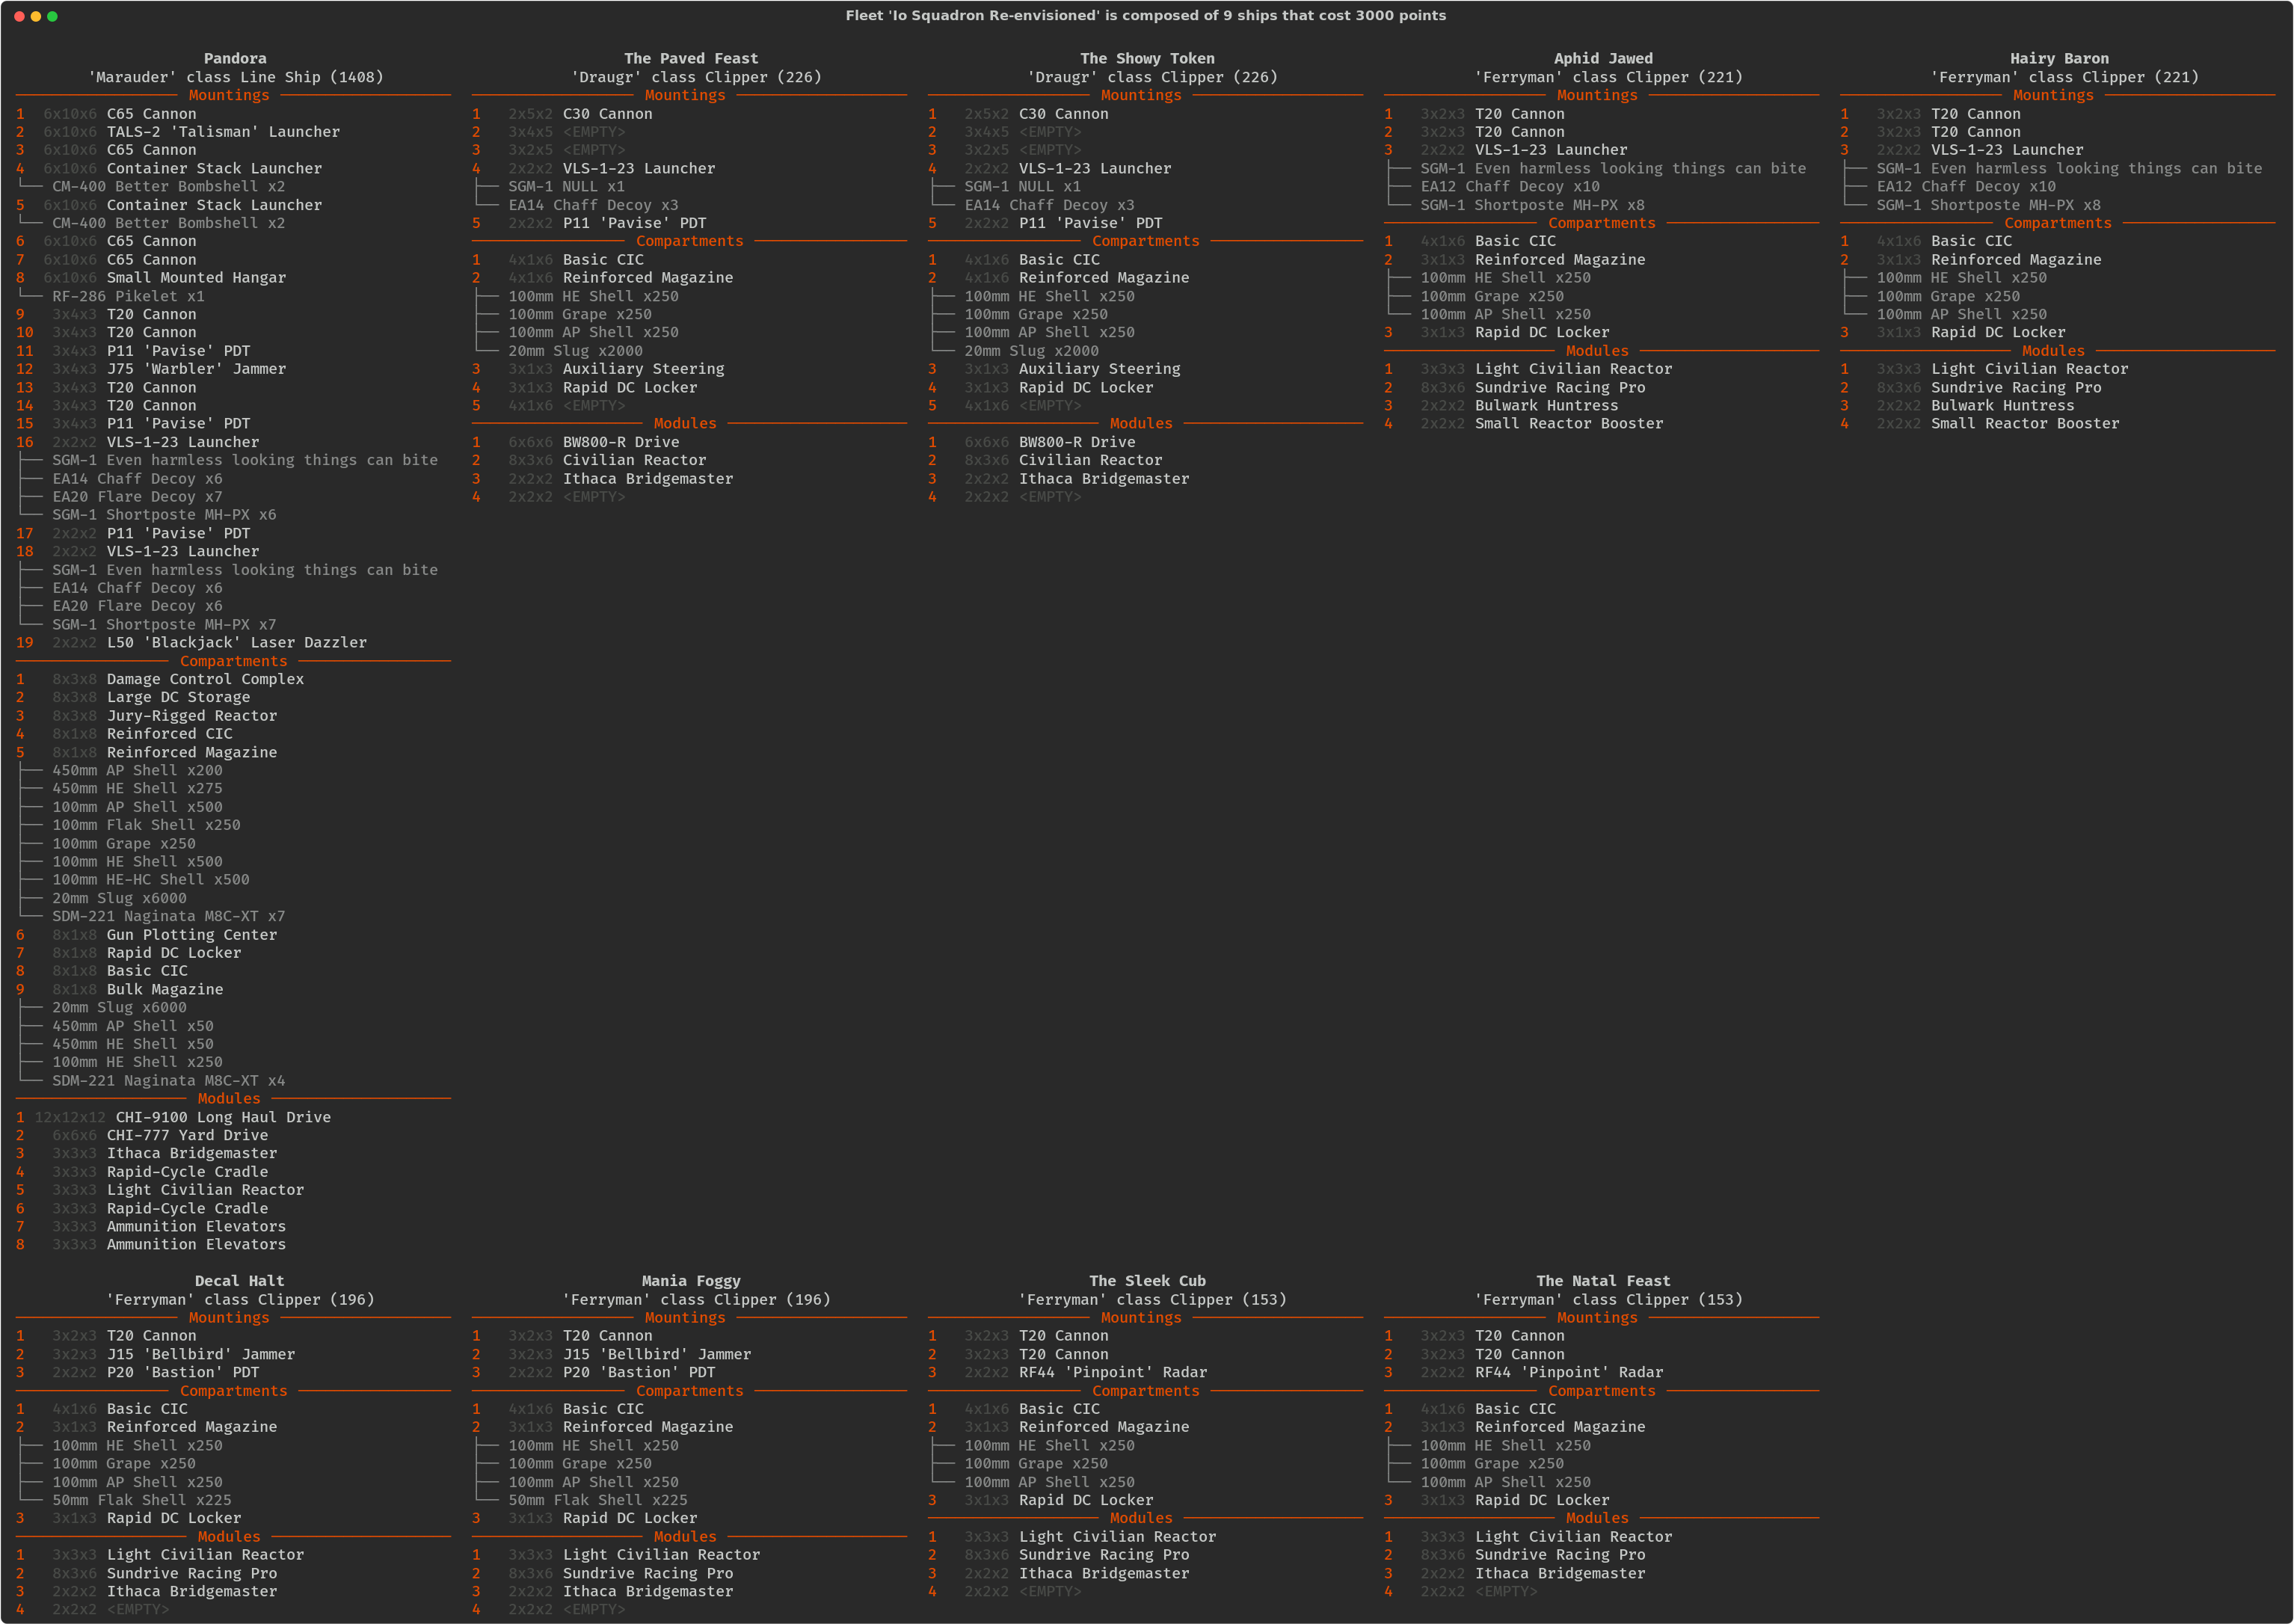 Fleet 'Io Squadron Re-envisioned' is composed of 9 ships that cost 3000 points
Pandora
'Marauder' class Line Ship (1408)
Mountings
1 6x10x6 C65 Cannon
2 6x10x6 TALS-2 'Talisman' Launcher
3 6x10x6 C65 Cannon
4 6x10x6 Container Stack Launcher
CM-400 Better Bombshell x2
5 6x10x6 Container Stack Launcher
CM-400 Better Bombshell x2
6 6x10x6 C65 Cannon
7 6x10x6 C65 Cannon
8 6x10x6 Small Mounted Hangar
RF-286 Pikelet x1
9 3x4x3 T20 Cannon
10 3x4x3 T20 Cannon
11 3x4x3 P11 'Pavise' PDT
12 3x4x3 J75 'Warbler' Jammer
13 3x4x3 T20 Cannon
14 3x4x3 T20 Cannon
15 3x4x3 P11 'Pavise' PDT
16 2x2x2 VLS-1-23 Launcher
SGM-1 Even harmless looking things can bite
EA14 Chaff Decoy x6
EA20 Flare Decoy x7
SGM-1 Shortposte MH-PX x6
17 2x2x2 P11 'Pavise' PDT
18 2x2x2 VLS-1-23 Launcher
SGM-1 Even harmless looking things can bite
EA14 Chaff Decoy x6
EA20 Flare Decoy x6
SGM-1 Shortposte MH-PX x7
19 2x2x2 L50 'Blackjack' Laser Dazzler
Compartments
1 8x3x8 Damage Control Complex
2 8x3x8 Large DC Storage
3 8x3x8 Jury-Rigged Reactor
4 8x1x8 Reinforced CIC
5 8x1x8 Reinforced Magazine
450mm AP Shell x200
450mm HE Shell x275
100mm AP Shell x500
100mm Flak Shell x250
100mm Grape x250
100mm HE Shell x500
100mm HE-HC Shell x500
20mm Slug x6000
SDM-221 Naginata M8C-XT x7
6 8x1x8 Gun Plotting Center
7 8x1x8 Rapid DC Locker
8 8x1x8 Basic CIC
9 8x1x8 Bulk Magazine
20mm Slug x6000
450mm AP Shell x50
450mm HE Shell x50
100mm HE Shell x250
SDM-221 Naginata M8C-XT x4
Modules
1 12x12x12 CHI-9100 Long Haul Drive
2 6x6x6 CHI-777 Yard Drive
3 3x3x3 Ithaca Bridgemaster
4 3x3x3 Rapid-Cycle Cradle
5 3x3x3 Light Civilian Reactor
6 3x3x3 Rapid-Cycle Cradle
7 3x3x3 Ammunition Elevators
8 3x3x3 Ammunition Elevators
The Paved Feast
'Draugr' class Clipper (226)
Mountings
1 2x5x2 C30 Cannon
2 3x4x5 <EMPTY>
3 3x2x5 <EMPTY>
4 2x2x2 VLS-1-23 Launcher
SGM-1 NULL x1
EA14 Chaff Decoy x3
5 2x2x2 P11 'Pavise' PDT
Compartments
1 4x1x6 Basic CIC
2 4x1x6 Reinforced Magazine
100mm HE Shell x250
100mm Grape x250
100mm AP Shell x250
20mm Slug x2000
3 3x1x3 Auxiliary Steering
4 3x1x3 Rapid DC Locker
5 4x1x6 <EMPTY>
Modules
1 6x6x6 BW800-R Drive
2 8x3x6 Civilian Reactor
3 2x2x2 Ithaca Bridgemaster
4 2x2x2 <EMPTY>
The Showy Token
'Draugr' class Clipper (226)
Mountings
1 2x5x2 C30 Cannon
2 3x4x5 <EMPTY>
3 3x2x5 <EMPTY>
4 2x2x2 VLS-1-23 Launcher
SGM-1 NULL x1
EA14 Chaff Decoy x3
5 2x2x2 P11 'Pavise' PDT
Compartments
1 4x1x6 Basic CIC
2 4x1x6 Reinforced Magazine
100mm HE Shell x250
100mm Grape x250
100mm AP Shell x250
20mm Slug x2000
3 3x1x3 Auxiliary Steering
4 3x1x3 Rapid DC Locker
5 4x1x6 <EMPTY>
Modules
1 6x6x6 BW800-R Drive
2 8x3x6 Civilian Reactor
3 2x2x2 Ithaca Bridgemaster
4 2x2x2 <EMPTY>
Aphid Jawed
'Ferryman' class Clipper (221)
Mountings
1 3x2x3 T20 Cannon
2 3x2x3 T20 Cannon
3 2x2x2 VLS-1-23 Launcher
SGM-1 Even harmless looking things can bite
EA12 Chaff Decoy x10
SGM-1 Shortposte MH-PX x8
Compartments
1 4x1x6 Basic CIC
2 3x1x3 Reinforced Magazine
100mm HE Shell x250
100mm Grape x250
100mm AP Shell x250
3 3x1x3 Rapid DC Locker
Modules
1 3x3x3 Light Civilian Reactor
2 8x3x6 Sundrive Racing Pro
3 2x2x2 Bulwark Huntress
4 2x2x2 Small Reactor Booster
Hairy Baron
'Ferryman' class Clipper (221)
Mountings
1 3x2x3 T20 Cannon
2 3x2x3 T20 Cannon
3 2x2x2 VLS-1-23 Launcher
SGM-1 Even harmless looking things can bite
EA12 Chaff Decoy x10
SGM-1 Shortposte MH-PX x8
Compartments
1 4x1x6 Basic CIC
2 3x1x3 Reinforced Magazine
100mm HE Shell x250
100mm Grape x250
100mm AP Shell x250
3 3x1x3 Rapid DC Locker
Modules
1 3x3x3 Light Civilian Reactor
2 8x3x6 Sundrive Racing Pro
3 2x2x2 Bulwark Huntress
4 2x2x2 Small Reactor Booster
Decal Halt
'Ferryman' class Clipper (196)
Mountings
1 3x2x3 T20 Cannon
2 3x2x3 J15 'Bellbird' Jammer
3 2x2x2 P20 'Bastion' PDT
Compartments
1 4x1x6 Basic CIC
2 3x1x3 Reinforced Magazine
100mm HE Shell x250
100mm Grape x250
100mm AP Shell x250
50mm Flak Shell x225
3 3x1x3 Rapid DC Locker
Modules
1 3x3x3 Light Civilian Reactor
2 8x3x6 Sundrive Racing Pro
3 2x2x2 Ithaca Bridgemaster
4 2x2x2 <EMPTY>
Mania Foggy
'Ferryman' class Clipper (196)
Mountings
1 3x2x3 T20 Cannon
2 3x2x3 J15 'Bellbird' Jammer
3 2x2x2 P20 'Bastion' PDT
Compartments
1 4x1x6 Basic CIC
2 3x1x3 Reinforced Magazine
100mm HE Shell x250
100mm Grape x250
100mm AP Shell x250
50mm Flak Shell x225
3 3x1x3 Rapid DC Locker
Modules
1 3x3x3 Light Civilian Reactor
2 8x3x6 Sundrive Racing Pro
3 2x2x2 Ithaca Bridgemaster
4 2x2x2 <EMPTY>
The Sleek Cub
'Ferryman' class Clipper (153)
Mountings
1 3x2x3 T20 Cannon
2 3x2x3 T20 Cannon
3 2x2x2 RF44 'Pinpoint' Radar
Compartments
1 4x1x6 Basic CIC
2 3x1x3 Reinforced Magazine
100mm HE Shell x250
100mm Grape x250
100mm AP Shell x250
3 3x1x3 Rapid DC Locker
Modules
1 3x3x3 Light Civilian Reactor
2 8x3x6 Sundrive Racing Pro
3 2x2x2 Ithaca Bridgemaster
4 2x2x2 <EMPTY>
The Natal Feast
'Ferryman' class Clipper (153)
Mountings
1 3x2x3 T20 Cannon
2 3x2x3 T20 Cannon
3 2x2x2 RF44 'Pinpoint' Radar
Compartments
1 4x1x6 Basic CIC
2 3x1x3 Reinforced Magazine
100mm HE Shell x250
100mm Grape x250
100mm AP Shell x250
3 3x1x3 Rapid DC Locker
Modules
1 3x3x3 Light Civilian Reactor
2 8x3x6 Sundrive Racing Pro
3 2x2x2 Ithaca Bridgemaster
4 2x2x2 <EMPTY>